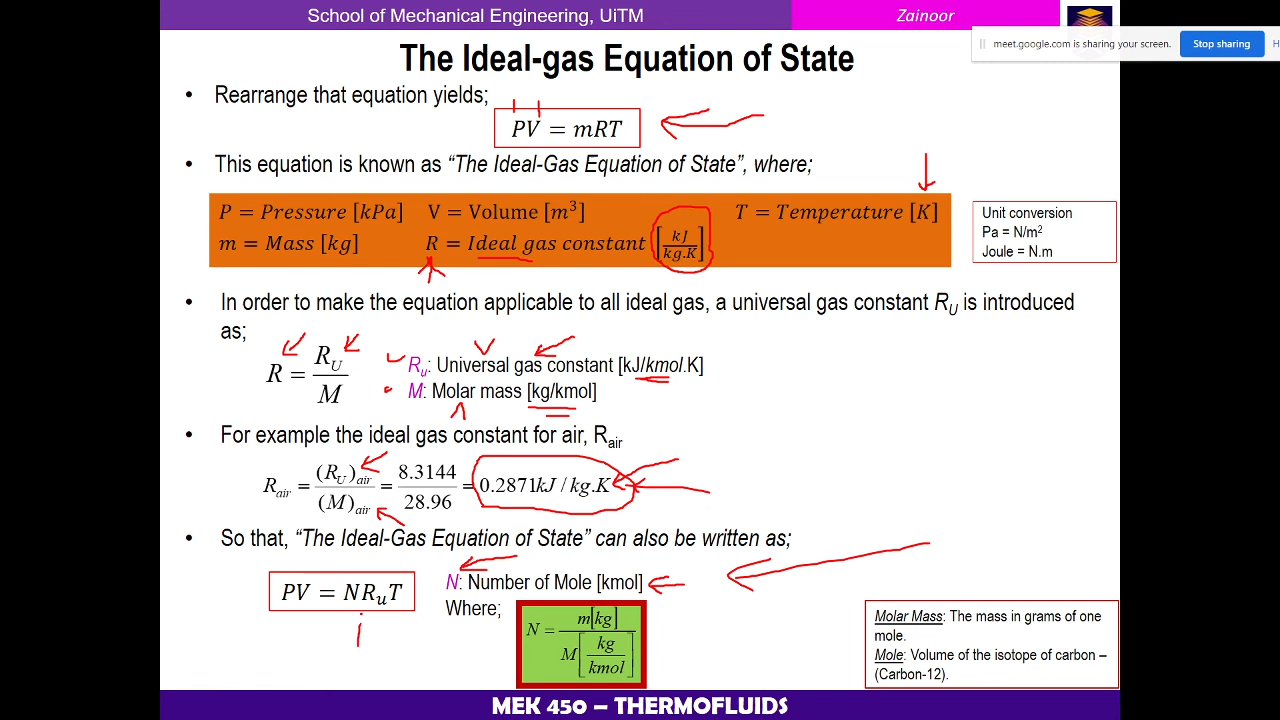 School of Mechanical Engineering, UiTM
Zainoor
meet.google.com is sharing your screen.
Stop sharing
The Ideal-gas Equation of State
• Rearrange that equation yields;
PV = mRT
• This equation is known as “The Ideal-Gas Equation of State”, where;
P = Pressure [kPa] V = Volume [m³] T = Temperature [K]
m = Mass [kg] R = Ideal gas constant [kJ/kg.K]
Unit conversion
Pa = N/m²
Joule = N.m
• In order to make the equation applicable to all ideal gas, a universal gas constant R_U is introduced
as;
R = R_U / M
R_u: Universal gas constant [kJ/kmol.K]
M: Molar mass [kg/kmol]
• For example the ideal gas constant for air, R_air
R_air = (R_U)_air / (M)_air = 8.3144 / 28.96 = 0.2871kJ / kg.K
• So that, “The Ideal-Gas Equation of State” can also be written as;
PV = NR_uT
N: Number of Mole [kmol]
Where;
N = m[kg] / M[kg/kmol]
Molar Mass: The mass in grams of one
mole.
Mole: Volume of the isotope of carbon –
(Carbon-12).
MEK 450 – THERMOFLUIDS